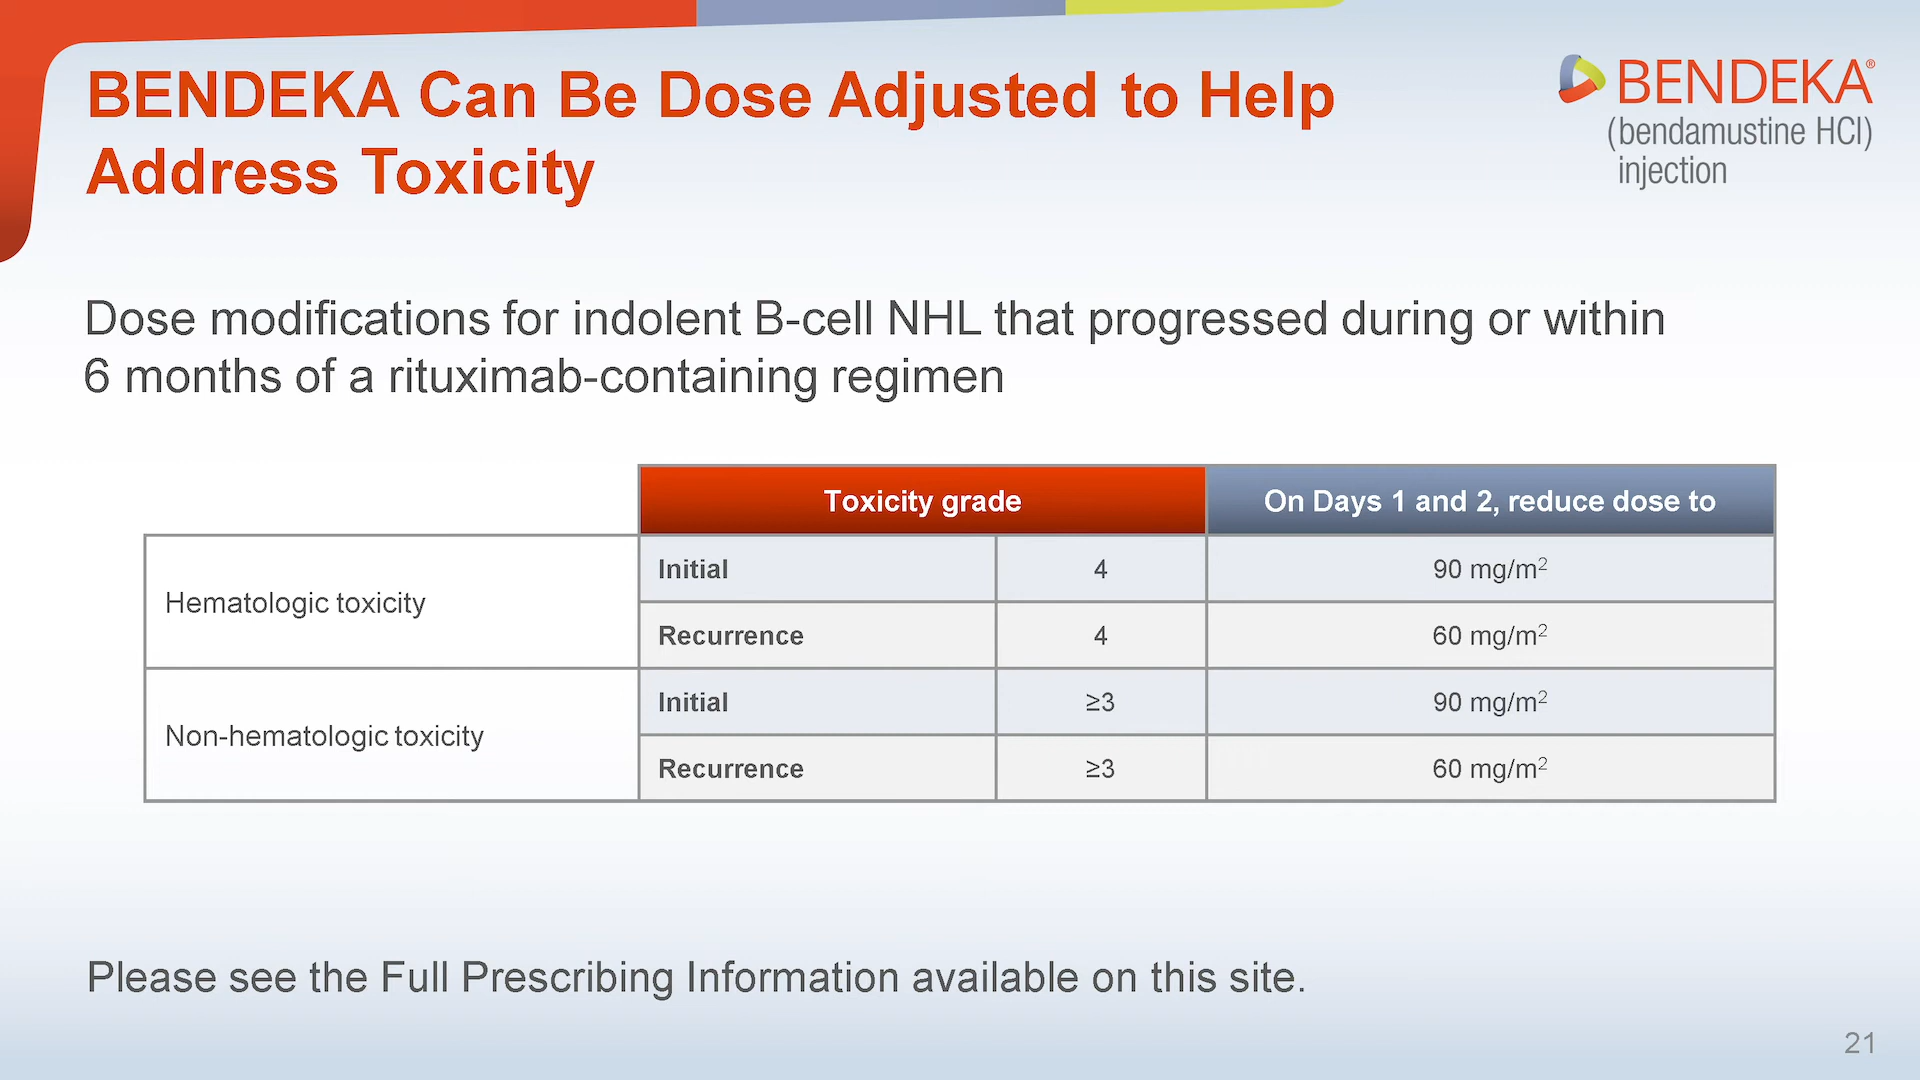 BENDEKA Can Be Dose Adjusted to Help
Address Toxicity
BENDEKA®
(bendamustine HCl)
injection
Dose modifications for indolent B-cell NHL that progressed during or within
6 months of a rituximab-containing regimen
Toxicity grade On Days 1 and 2, reduce dose to
Hematologic toxicity
Initial 4 90 mg/m²
Recurrence 4 60 mg/m²
Non-hematologic toxicity
Initial ≥3 90 mg/m²
Recurrence ≥3 60 mg/m²
Please see the Full Prescribing Information available on this site.
21